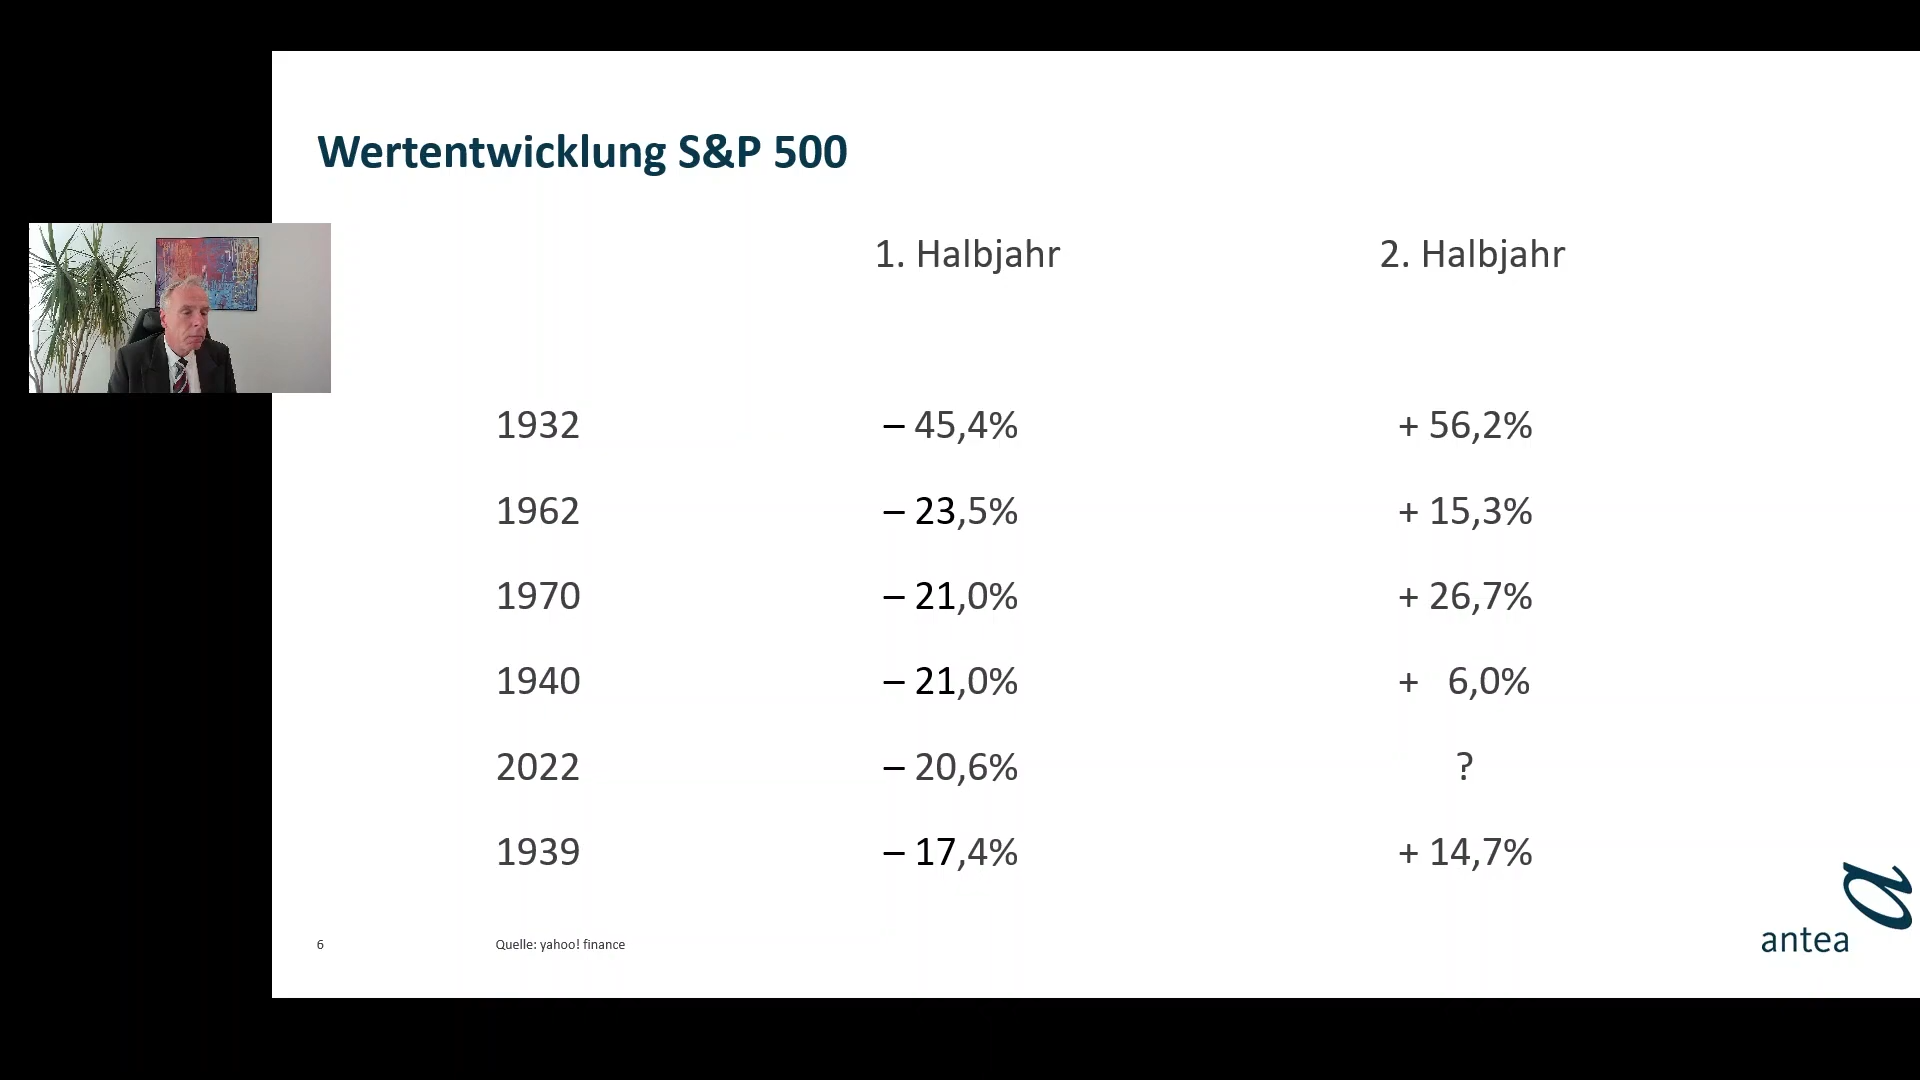 Wertentwicklung S&P 500
1. Halbjahr 2. Halbjahr
1932 – 45,4% + 56,2%
1962 – 23,5% + 15,3%
1970 – 21,0% + 26,7%
1940 – 21,0% + 6,0%
2022 – 20,6% ?
1939 – 17,4% + 14,7%
6 Quelle: yahoo! finance
antea